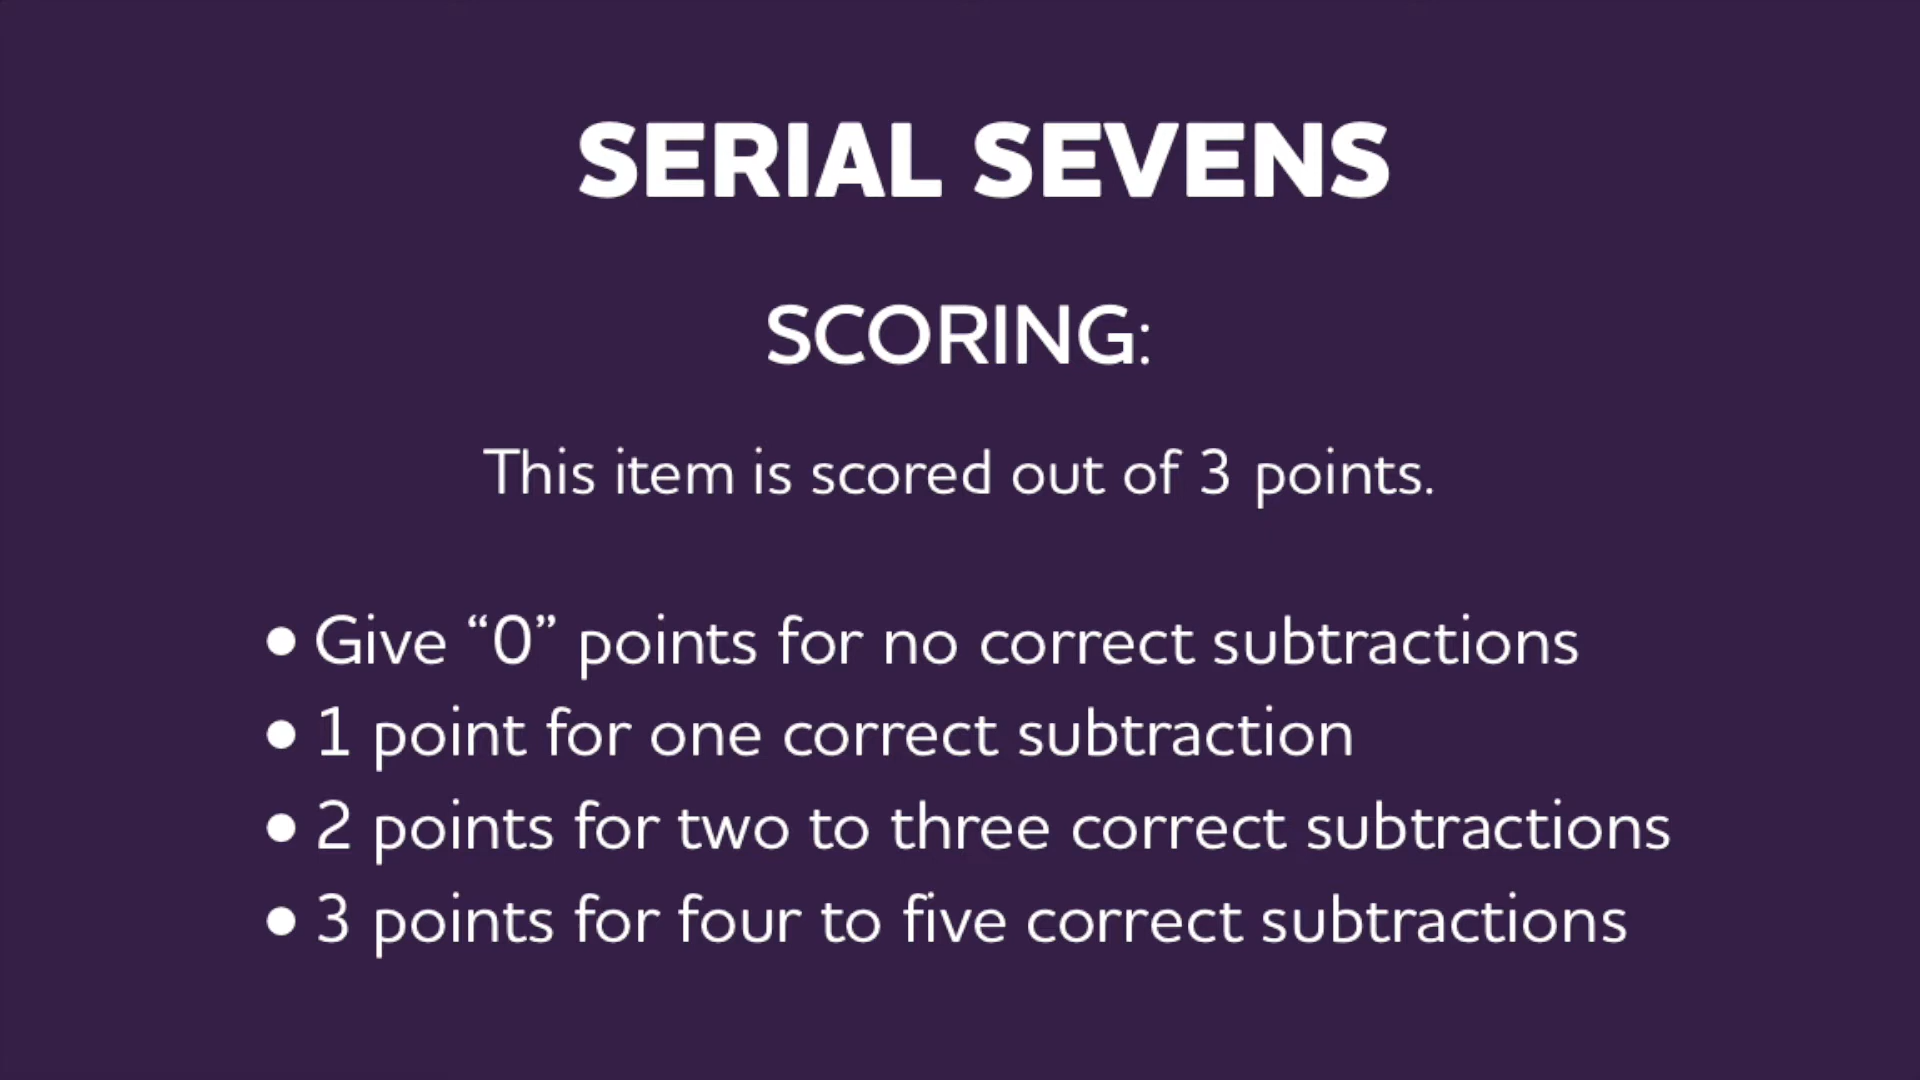 SERIAL SEVENS
SCORING:
This item is scored out of 3 points.
• Give “0” points for no correct subtractions
• 1 point for one correct subtraction
• 2 points for two to three correct subtractions
• 3 points for four to five correct subtractions